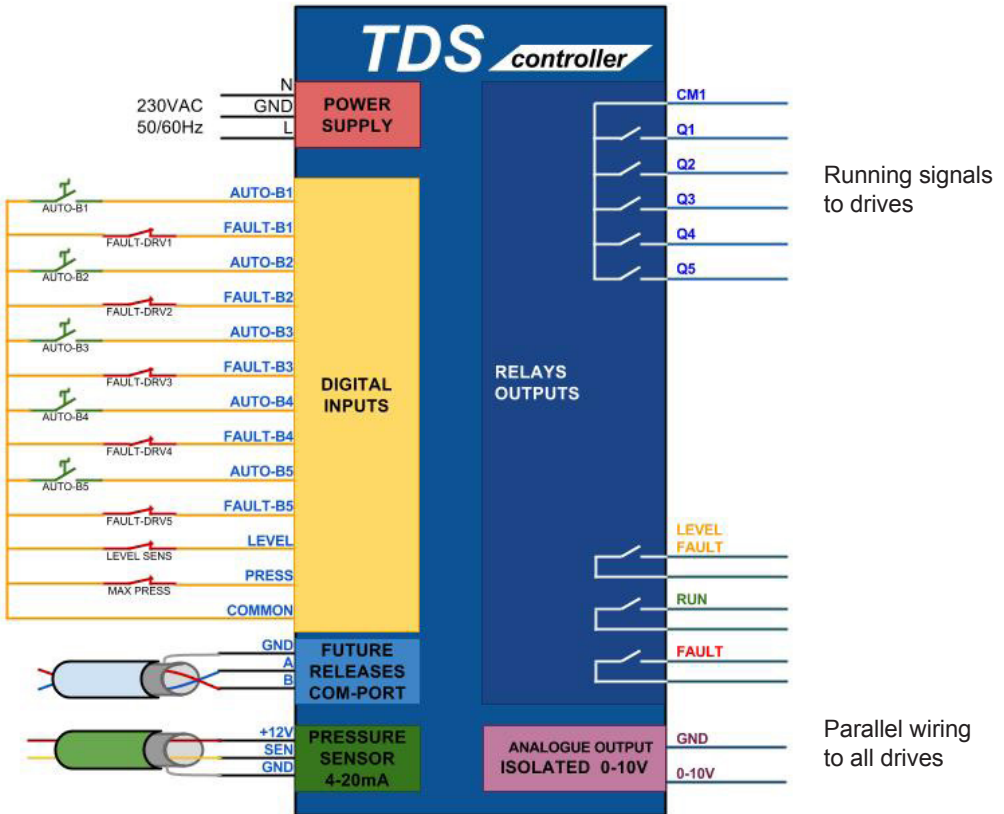 TDS controller
N
230VAC
GND
50/60Hz
L
POWER
SUPPLY
AUTO-B1
AUTO-B1
FAULT-B1
FAULT-DRV1
AUTO-B2
AUTO-B2
FAULT-B2
FAULT-DRV2
AUTO-B3
AUTO-B3
FAULT-B3
FAULT-DRV3
AUTO-B4
AUTO-B4
FAULT-B4
FAULT-DRV4
AUTO-B5
AUTO-B5
FAULT-B5
FAULT-DRV5
LEVEL
LEVEL SENS
PRESS
MAX PRESS
COMMON
DIGITAL
INPUTS
GND
A
B
FUTURE
RELEASES
COM-PORT
+12V
SEN
GND
PRESSURE
SENSOR
4-20mA
CM1
Q1
Q2
Q3
Q4
Q5
Running signals
to drives
RELAYS
OUTPUTS
LEVEL
FAULT
RUN
FAULT
ANALOGUE OUTPUT
ISOLATED 0-10V
GND
0-10V
Parallel wiring
to all drives